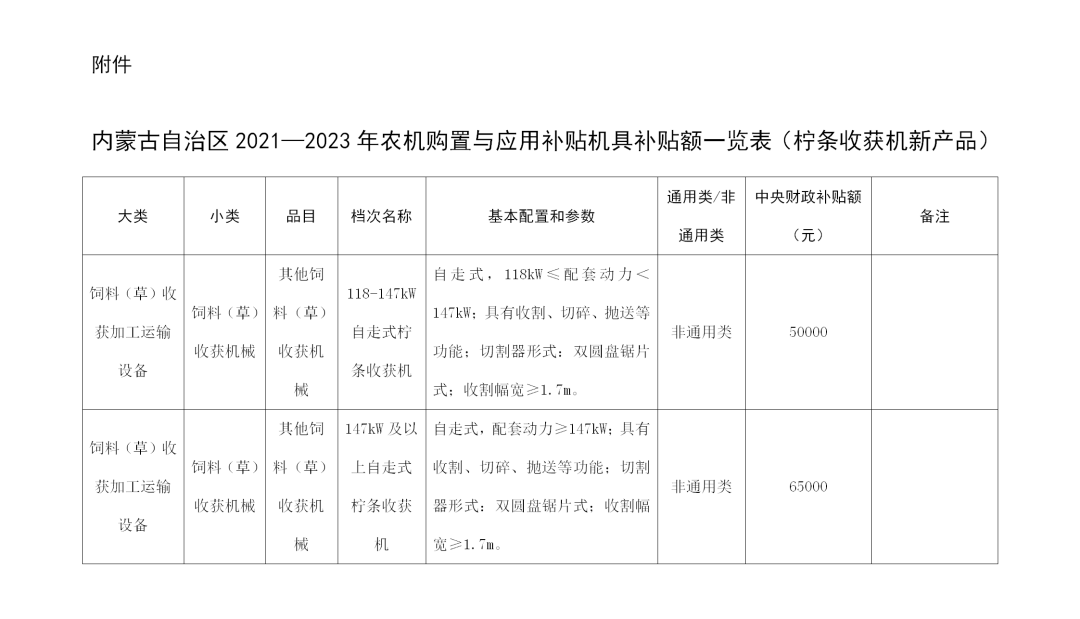 附件
内蒙古自治区 2021—2023 年农机购置与应用补贴机具补贴额一览表（柠条收获机新产品）
大类
小类
品目
档次名称
基本配置和参数
通用类/非
通用类
中央财政补贴额
（元）
备注
饲料（草）收
获加工运输
设备
饲料（草）
收获机械
其他饲
料（草）
收获机
械
118-147kW
自走式柠
条收获机
自走式，118kW≤配套动力＜
147kW；具有收割、切碎、抛送等
功能；切割器形式：双圆盘锯片
式；收割幅宽≥1.7m。
非通用类
50000
饲料（草）收
获加工运输
设备
饲料（草）
收获机械
其他饲
料（草）
收获机
械
147kW 及以
上自走式
柠条收获
机
自走式，配套动力≥147kW；具有
收割、切碎、抛送等功能；切割
器形式：双圆盘锯片式；收割幅
宽≥1.7m。
非通用类
65000